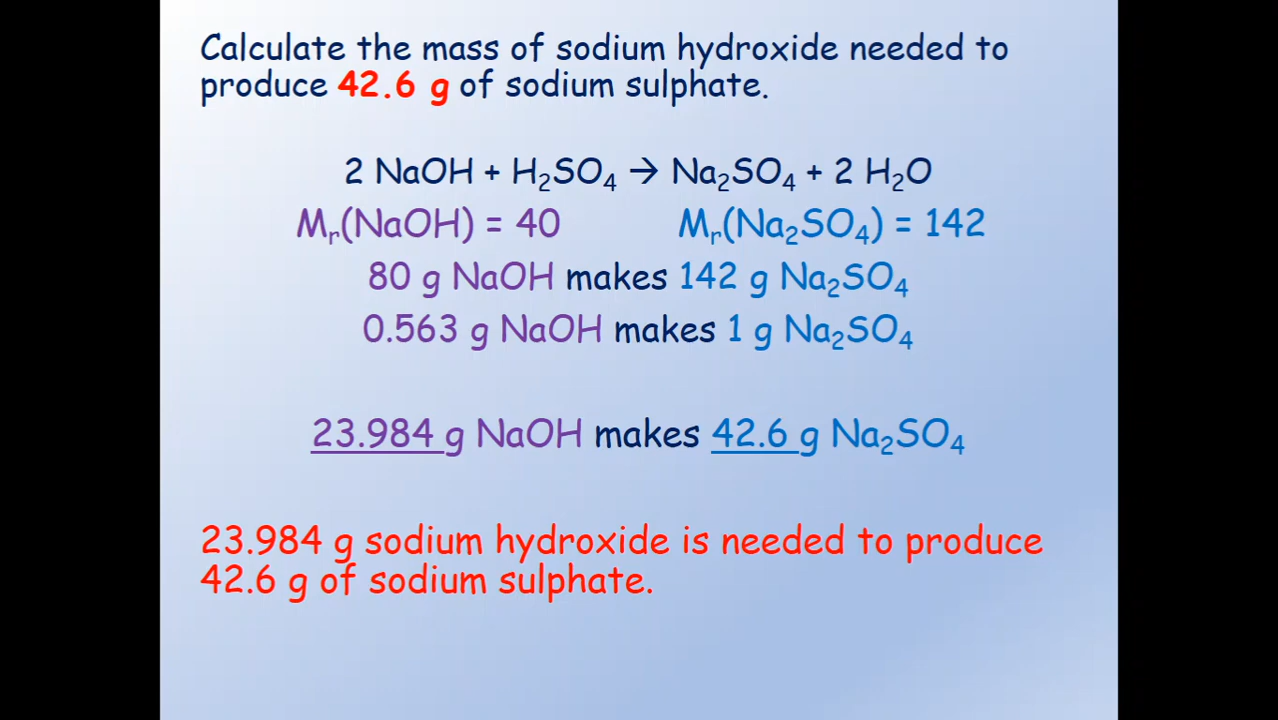 Calculate the mass of sodium hydroxide needed to
produce 42.6 g of sodium sulphate.
2 NaOH + H₂SO₄ → Na₂SO₄ + 2 H₂O
Mᵣ(NaOH) = 40 Mᵣ(Na₂SO₄) = 142
80 g NaOH makes 142 g Na₂SO₄
0.563 g NaOH makes 1 g Na₂SO₄
23.984 g NaOH makes 42.6 g Na₂SO₄
23.984 g sodium hydroxide is needed to produce
42.6 g of sodium sulphate.